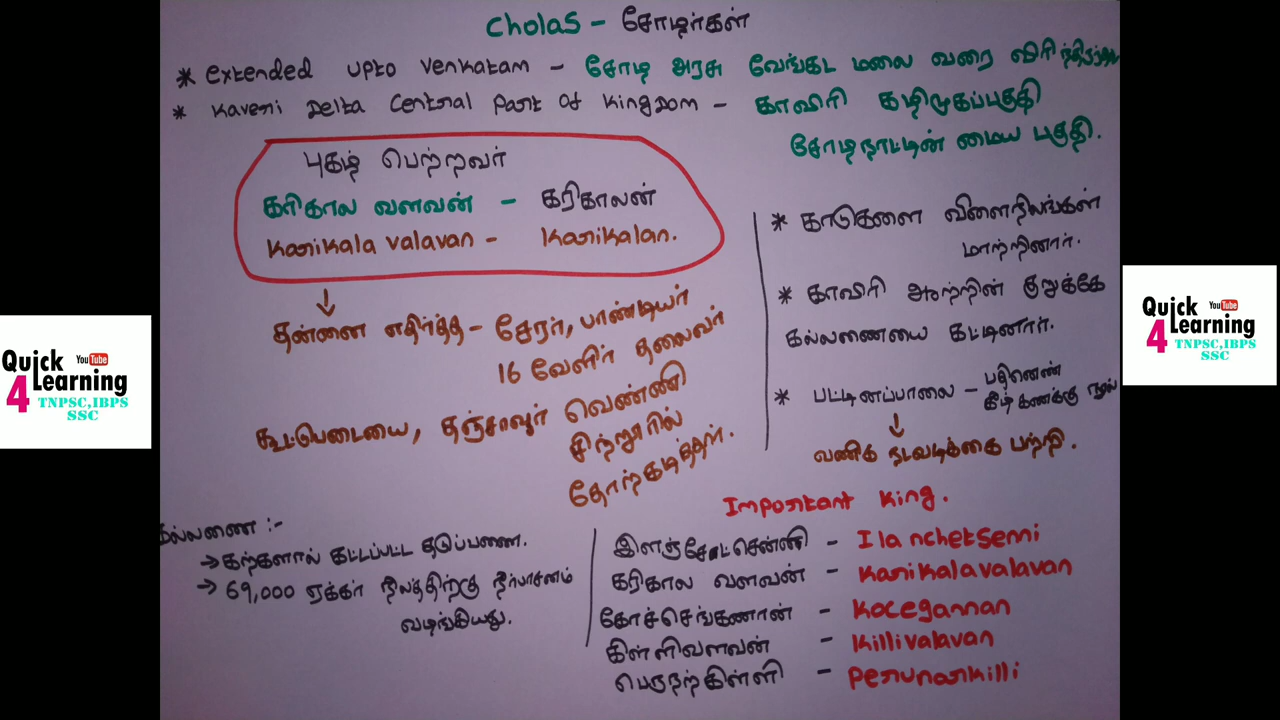 Cholas - சோழர்கள்
* extended upto venkatam - சோழ அரசு வேங்கட மலை வரை
* Kaveri Delta Central Part Of Kingdom - காவிரி கழிமுகப்பகுதி
சோழநாட்டின் மைய பகுதி.
புகழ் பெற்றவர்
கரிகால வளவன் - கரிகாலன்
Karikala valavan - Karikalan.
தன்னை எதிர்த்த - சேரர், பாண்டியர்
16 வேளிர் தலைவர்
கூட்டுபடையை, தஞ்சாவூர் வெண்ணி
சிற்றூரில்
தோற்கடித்தார்.
* காடுகளை விளைநிலங்கள்
மாற்றினார்.
* காவிரி ஆற்றின் குறுக்கே
கல்லணையை கட்டினார்.
* பட்டினப்பாலை - பதினெண்
கீழ் கணக்கு நூல்
வணிக நடவடிக்கை பற்றி.
கல்லணை :-
→ கற்களால் கட்டப்பட்ட தடுப்பணை.
→ 69,000 ஏக்கர் நிலத்திற்கு நீர்பாசனம்
வழங்கியது.
Important King.
இளஞ்சேட்சென்னி - Ilanchetsenni
கரிகால வளவன் - Karikalavalavan
கோச்செங்கணான் - Kocegannan
கிள்ளிவளவன் - Killivalavan
பெருநற்கிள்ளி - Perunarkilli
Quick
4 Learning
YouTube
TNPSC,IBPS
SSC
Quick
4 Learning
YouTube
TNPSC,IBPS
SSC